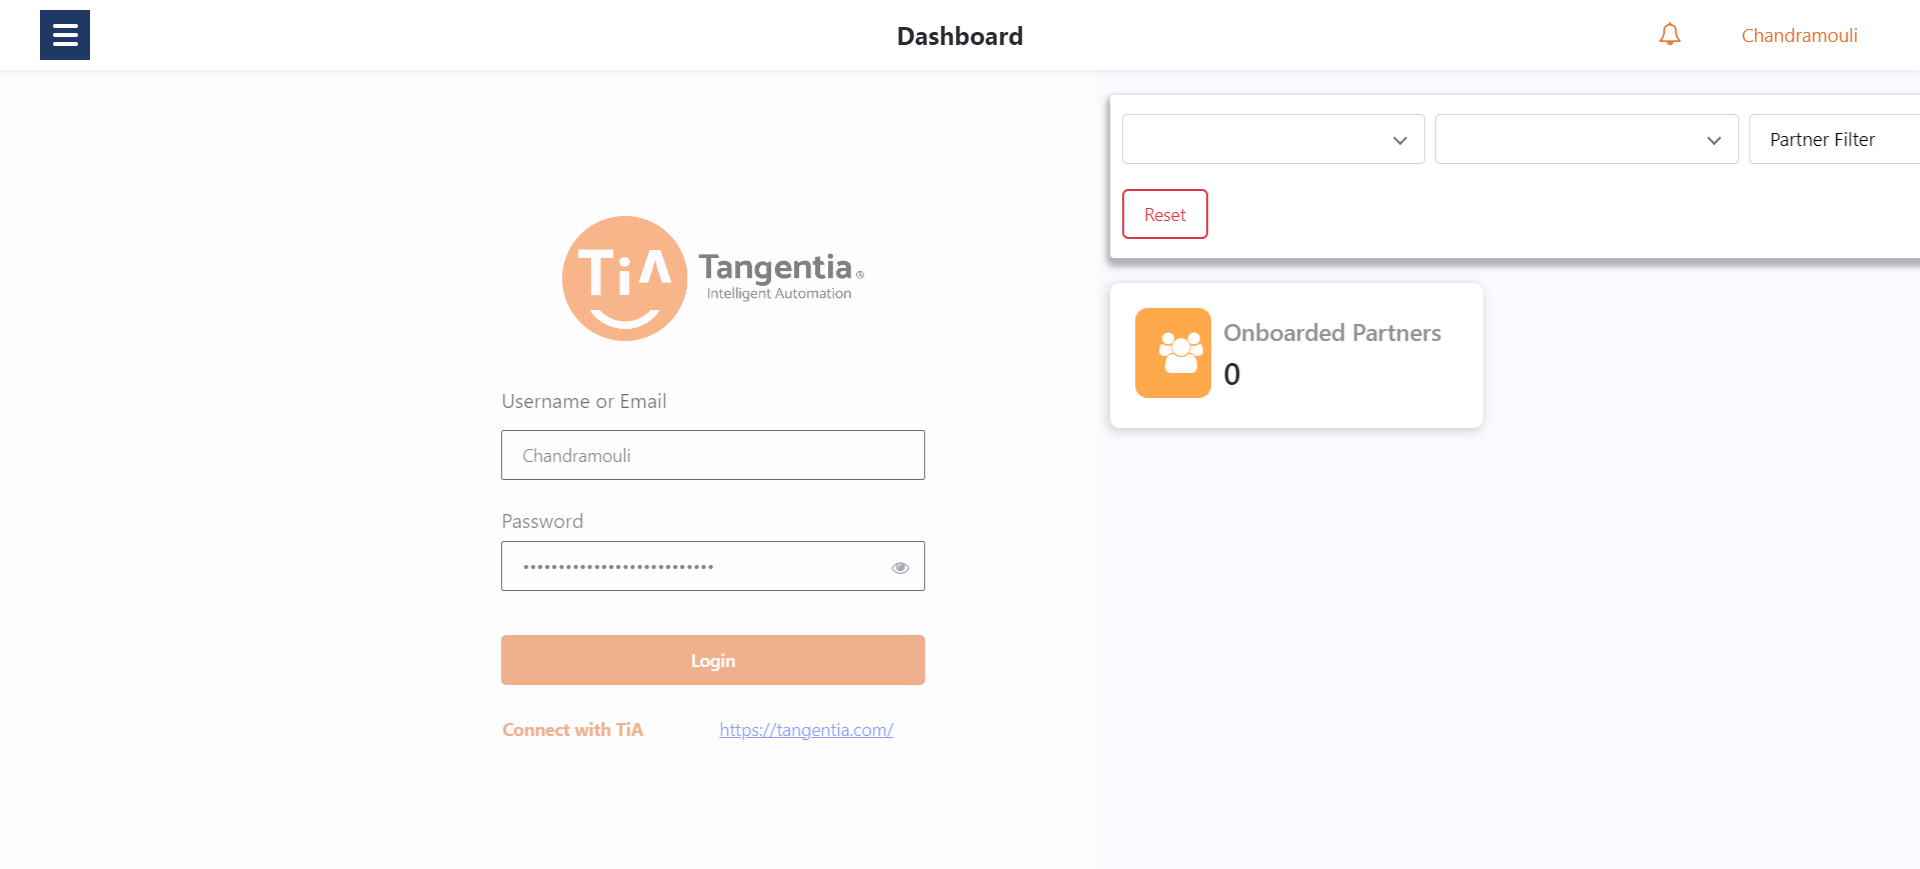 Dashboard
Chandramouli
TiA
Tangentia®
Intelligent Automation
Username or Email
Chandramouli
Password
•••••••••••••••••••••••••••
Login
Connect with TiA
https://tangentia.com/
Partner Filter
Reset
Onboarded Partners
0